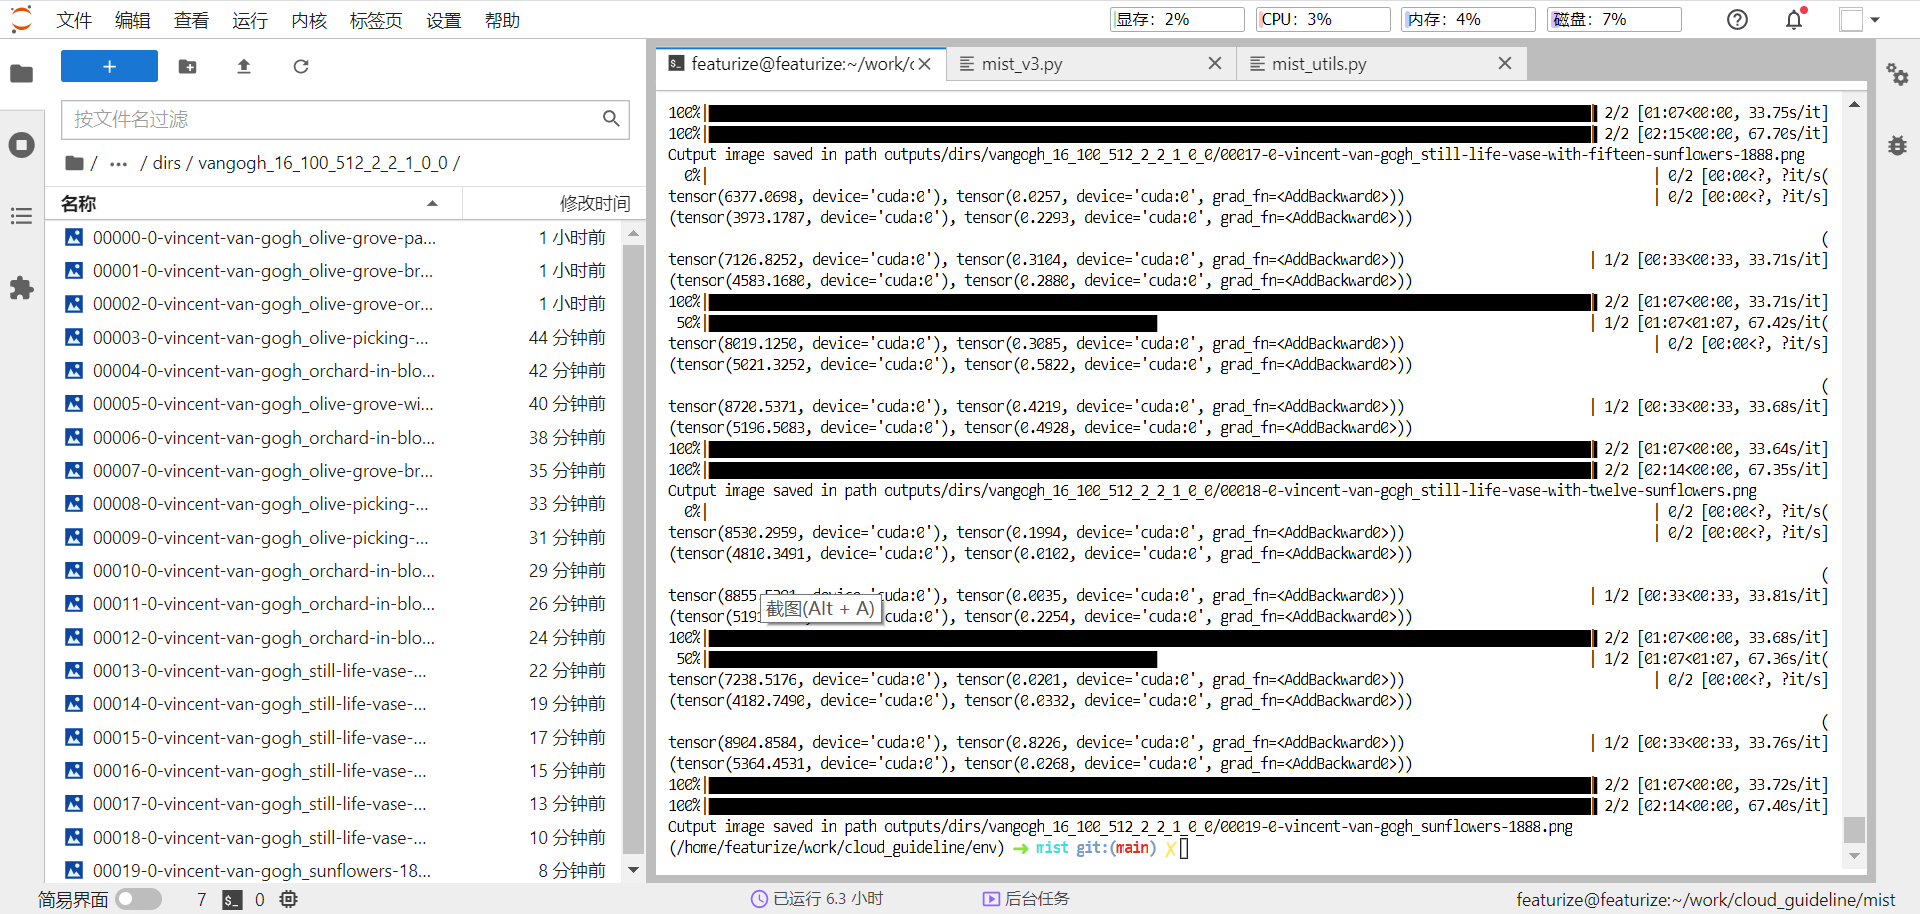 文件 编辑 查看 运行 内核 标签页 设置 帮助 显存：2% CPU：3% 内存：4% 磁盘：7%
按文件名过滤
/ ··· / dirs / vangogh_16_100_512_2_2_1_0_0 /
名称 修改时间
00000-0-vincent-van-gogh_olive-grove-pa... 1 小时前
00001-0-vincent-van-gogh_olive-grove-br... 1 小时前
00002-0-vincent-van-gogh_olive-grove-or... 1 小时前
00003-0-vincent-van-gogh_olive-picking-... 44 分钟前
00004-0-vincent-van-gogh_orchard-in-blo... 42 分钟前
00005-0-vincent-van-gogh_olive-grove-wi... 40 分钟前
00006-0-vincent-van-gogh_orchard-in-blo... 38 分钟前
00007-0-vincent-van-gogh_olive-grove-br... 35 分钟前
00008-0-vincent-van-gogh_olive-picking-... 33 分钟前
00009-0-vincent-van-gogh_olive-picking-... 31 分钟前
00010-0-vincent-van-gogh_orchard-in-blo... 29 分钟前
00011-0-vincent-van-gogh_orchard-in-blo... 26 分钟前
00012-0-vincent-van-gogh_orchard-in-blo... 24 分钟前
00013-0-vincent-van-gogh_still-life-vase-... 22 分钟前
00014-0-vincent-van-gogh_still-life-vase-... 19 分钟前
00015-0-vincent-van-gogh_still-life-vase-... 17 分钟前
00016-0-vincent-van-gogh_still-life-vase-... 15 分钟前
00017-0-vincent-van-gogh_still-life-vase-... 13 分钟前
00018-0-vincent-van-gogh_still-life-vase-... 10 分钟前
00019-0-vincent-van-gogh_sunflowers-18... 8 分钟前
featurize@featurize:~/work/c mist_v3.py mist_utils.py
100%| | 2/2 [01:07<00:00, 33.75s/it]
100%| | 2/2 [02:15<00:00, 67.70s/it]
Output image saved in path outputs/dirs/vangogh_16_100_512_2_2_1_0_0/00017-0-vincent-van-gogh_still-life-vase-with-fifteen-sunflowers-1888.png
0%| | 0/2 [00:00<?, ?it/s(
tensor(6377.0698, device='cuda:0'), tensor(0.0257, device='cuda:0', grad_fn=<AddBackward0>)) | 0/2 [00:00<?, ?it/s]
(tensor(3973.1787, device='cuda:0'), tensor(0.2293, device='cuda:0', grad_fn=<AddBackward0>))
(
tensor(7126.8252, device='cuda:0'), tensor(0.3104, device='cuda:0', grad_fn=<AddBackward0>)) | 1/2 [00:33<00:33, 33.71s/it]
(tensor(4583.1680, device='cuda:0'), tensor(0.2880, device='cuda:0', grad_fn=<AddBackward0>))
100%| | 2/2 [01:07<00:00, 33.71s/it]
50%| | 1/2 [01:07<01:07, 67.42s/it(
tensor(8019.1250, device='cuda:0'), tensor(0.3085, device='cuda:0', grad_fn=<AddBackward0>)) | 0/2 [00:00<?, ?it/s]
(tensor(5021.3252, device='cuda:0'), tensor(0.5822, device='cuda:0', grad_fn=<AddBackward0>))
(
tensor(8720.5371, device='cuda:0'), tensor(0.4219, device='cuda:0', grad_fn=<AddBackward0>)) | 1/2 [00:33<00:33, 33.68s/it]
(tensor(5196.5083, device='cuda:0'), tensor(0.4928, device='cuda:0', grad_fn=<AddBackward0>))
100%| | 2/2 [01:07<00:00, 33.64s/it]
100%| | 2/2 [02:14<00:00, 67.35s/it]
Output image saved in path outputs/dirs/vangogh_16_100_512_2_2_1_0_0/00018-0-vincent-van-gogh_still-life-vase-with-twelve-sunflowers.png
0%| | 0/2 [00:00<?, ?it/s(
tensor(8530.2959, device='cuda:0'), tensor(0.1994, device='cuda:0', grad_fn=<AddBackward0>)) | 0/2 [00:00<?, ?it/s]
(tensor(4810.3491, device='cuda:0'), tensor(0.0102, device='cuda:0', grad_fn=<AddBackward0>))
(
tensor(8855. 'cuda:0'), tensor(0.0035, device='cuda:0', grad_fn=<AddBackward0>)) | 1/2 [00:33<00:33, 33.81s/it]
截图(Alt + A)
(tensor(519 'cuda:0'), tensor(0.2254, device='cuda:0', grad_fn=<AddBackward0>))
100%| | 2/2 [01:07<00:00, 33.68s/it]
50%| | 1/2 [01:07<01:07, 67.36s/it(
tensor(7238.5176, device='cuda:0'), tensor(0.0201, device='cuda:0', grad_fn=<AddBackward0>)) | 0/2 [00:00<?, ?it/s]
(tensor(4182.7490, device='cuda:0'), tensor(0.0332, device='cuda:0', grad_fn=<AddBackward0>))
(
tensor(8904.8584, device='cuda:0'), tensor(0.8226, device='cuda:0', grad_fn=<AddBackward0>)) | 1/2 [00:33<00:33, 33.76s/it]
(tensor(5364.4531, device='cuda:0'), tensor(0.0268, device='cuda:0', grad_fn=<AddBackward0>))
100%| | 2/2 [01:07<00:00, 33.72s/it]
100%| | 2/2 [02:14<00:00, 67.40s/it]
Output image saved in path outputs/dirs/vangogh_16_100_512_2_2_1_0_0/00019-0-vincent-van-gogh_sunflowers-1888.png
(/home/featurize/work/cloud_guideline/env) ➜ mist git:(main) ✗
简易界面 7 0 已运行 6.3 小时 后台任务 featurize@featurize:~/work/cloud_guideline/mist